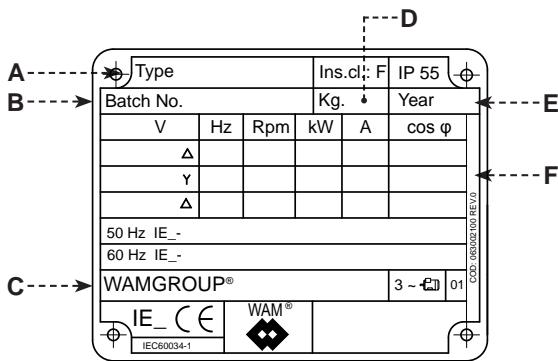 D
A Type Ins.cl.: F IP 55
B Batch No. Kg. Year E
V Hz Rpm kW A cos φ
Δ
Y F
Δ
COD: 063002100 REV.0
50 Hz IE_-
60 Hz IE_-
C WAMGROUP® 3 ~ 01
IE_ CE WAM®
IEC60034-1